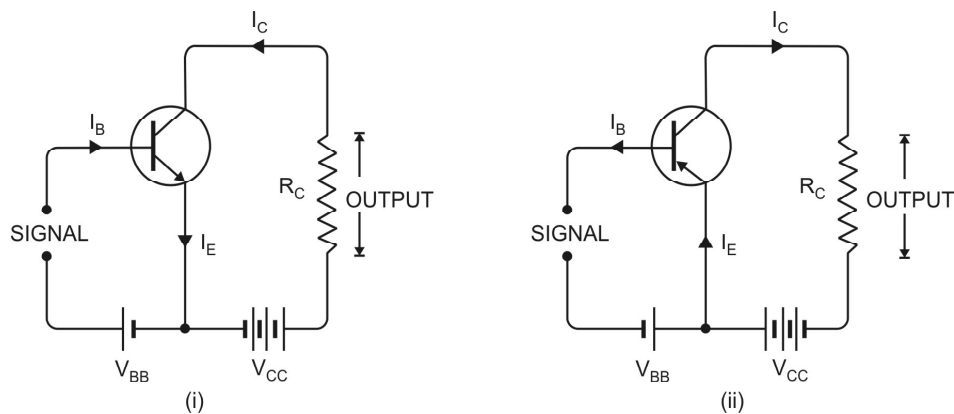 I_C
I_B
R_C
OUTPUT
SIGNAL
I_E
V_BB
V_CC
(i)
I_C
I_B
R_C
OUTPUT
SIGNAL
I_E
V_BB
V_CC
(ii)